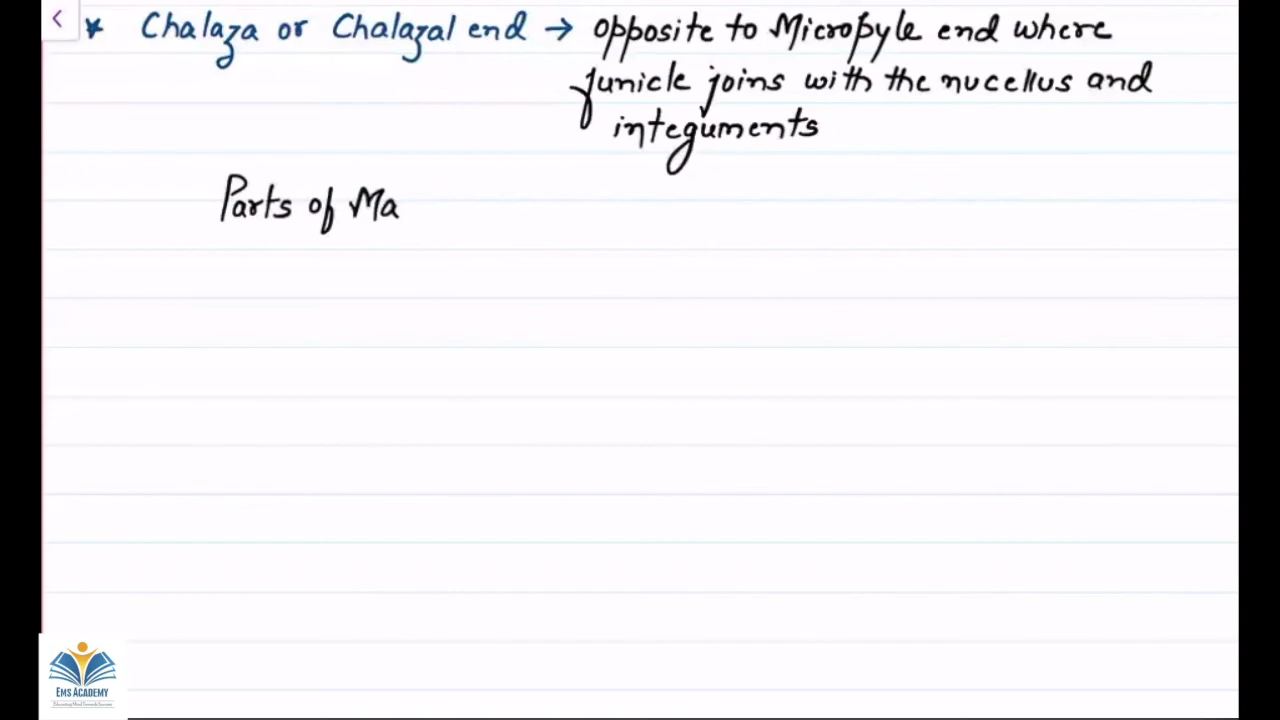 * Chalaza or Chalazal end → opposite to Micropyle end where
funicle joins with the nucellus and
integuments
Parts of Ma
EMS ACADEMY